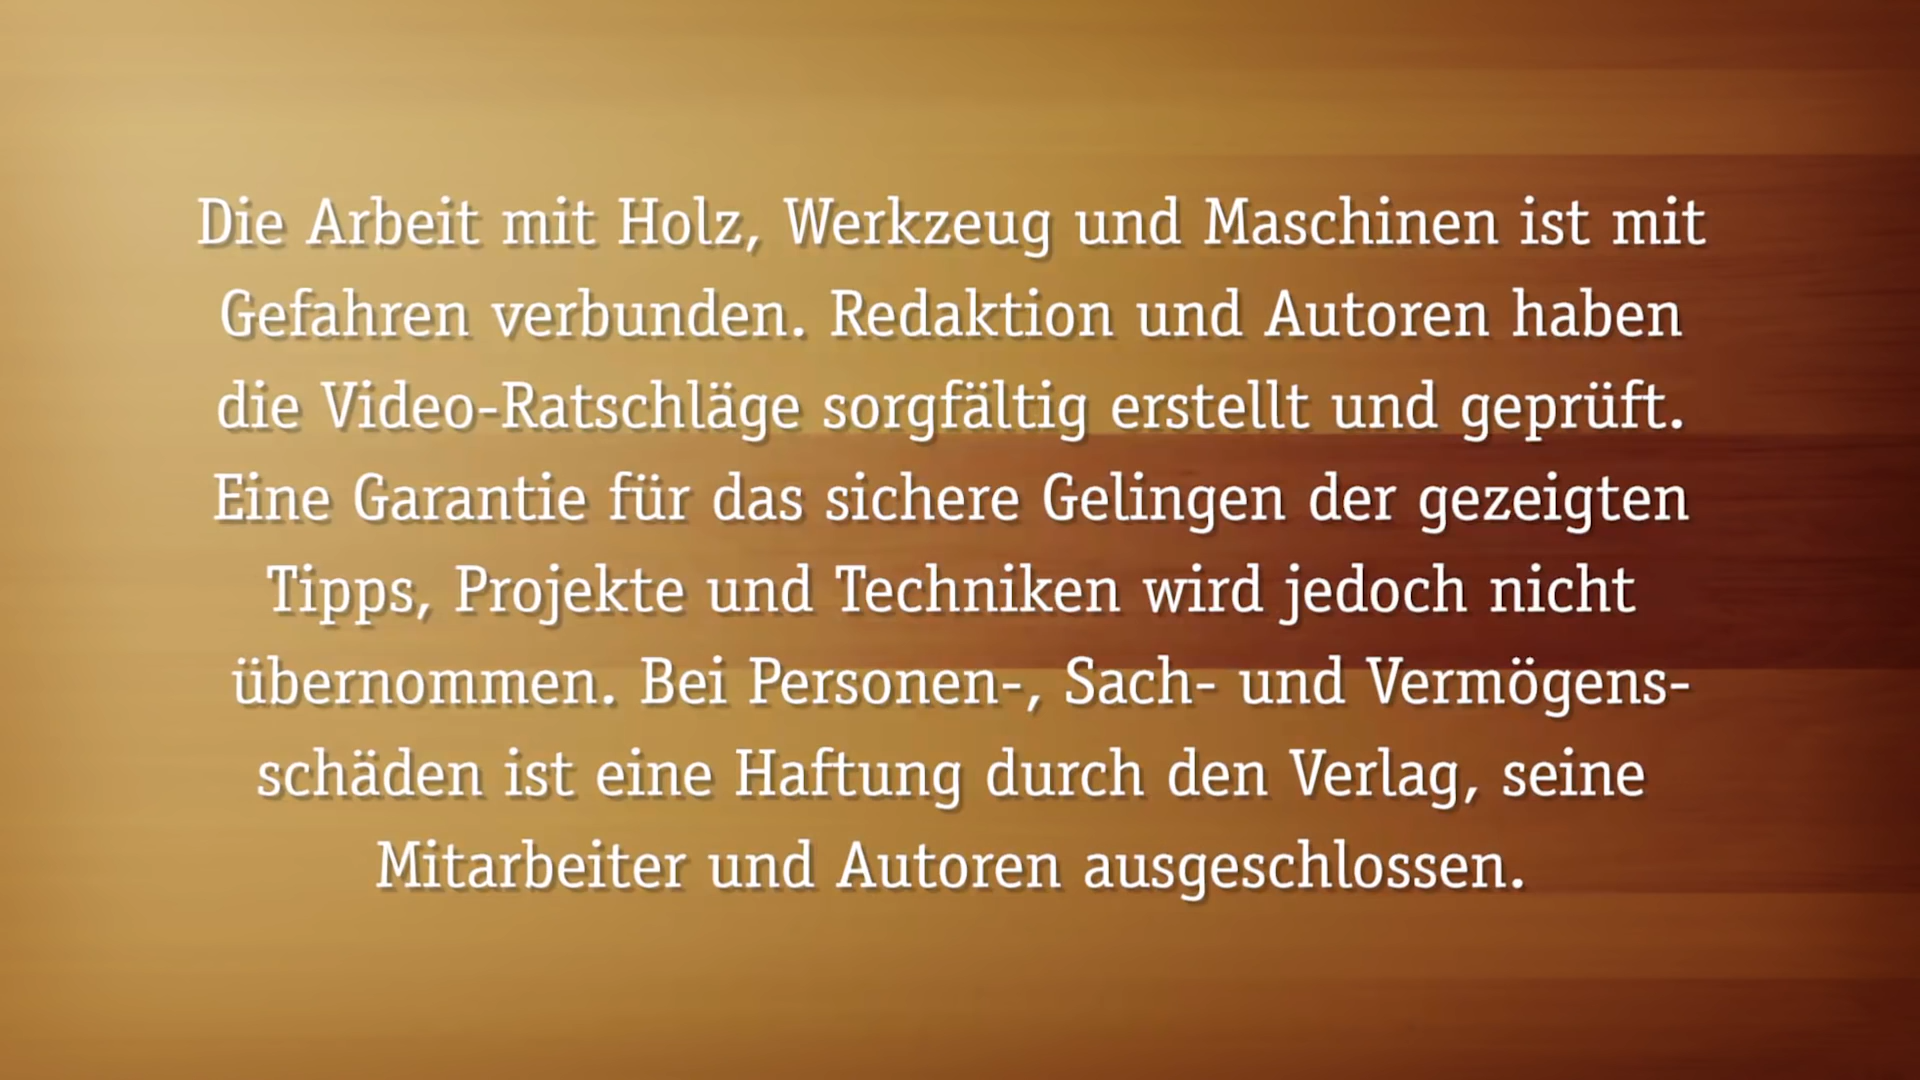 Die Arbeit mit Holz, Werkzeug und Maschinen ist mit
Gefahren verbunden. Redaktion und Autoren haben
die Video-Ratschläge sorgfältig erstellt und geprüft.
Eine Garantie für das sichere Gelingen der gezeigten
Tipps, Projekte und Techniken wird jedoch nicht
übernommen. Bei Personen-, Sach- und Vermögens-
schäden ist eine Haftung durch den Verlag, seine
Mitarbeiter und Autoren ausgeschlossen.